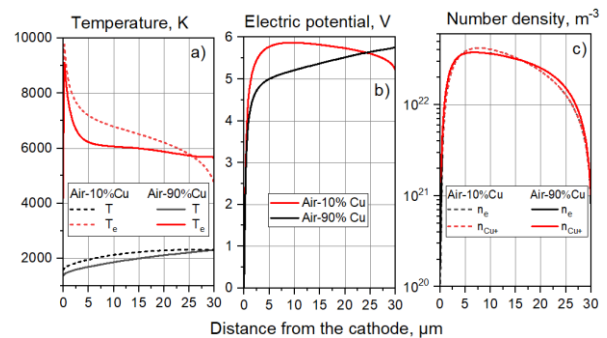 Temperature, K
Electric potential, V
Number density, m⁻³
a)
b)
c)
10000
8000
6000
4000
2000
Air-10%Cu Air-90%Cu
T T
Tₑ Tₑ
0 5 10 15 20 25 30
6
5
4
3
2
1
0
Air-10% Cu
Air-90% Cu
0 5 10 15 20 25 30
10²²
10²¹
10²⁰
Air-10%Cu Air-90%Cu
nₑ nₑ
n_Cu+ n_Cu+
0 5 10 15 20 25 30
Distance from the cathode, μm